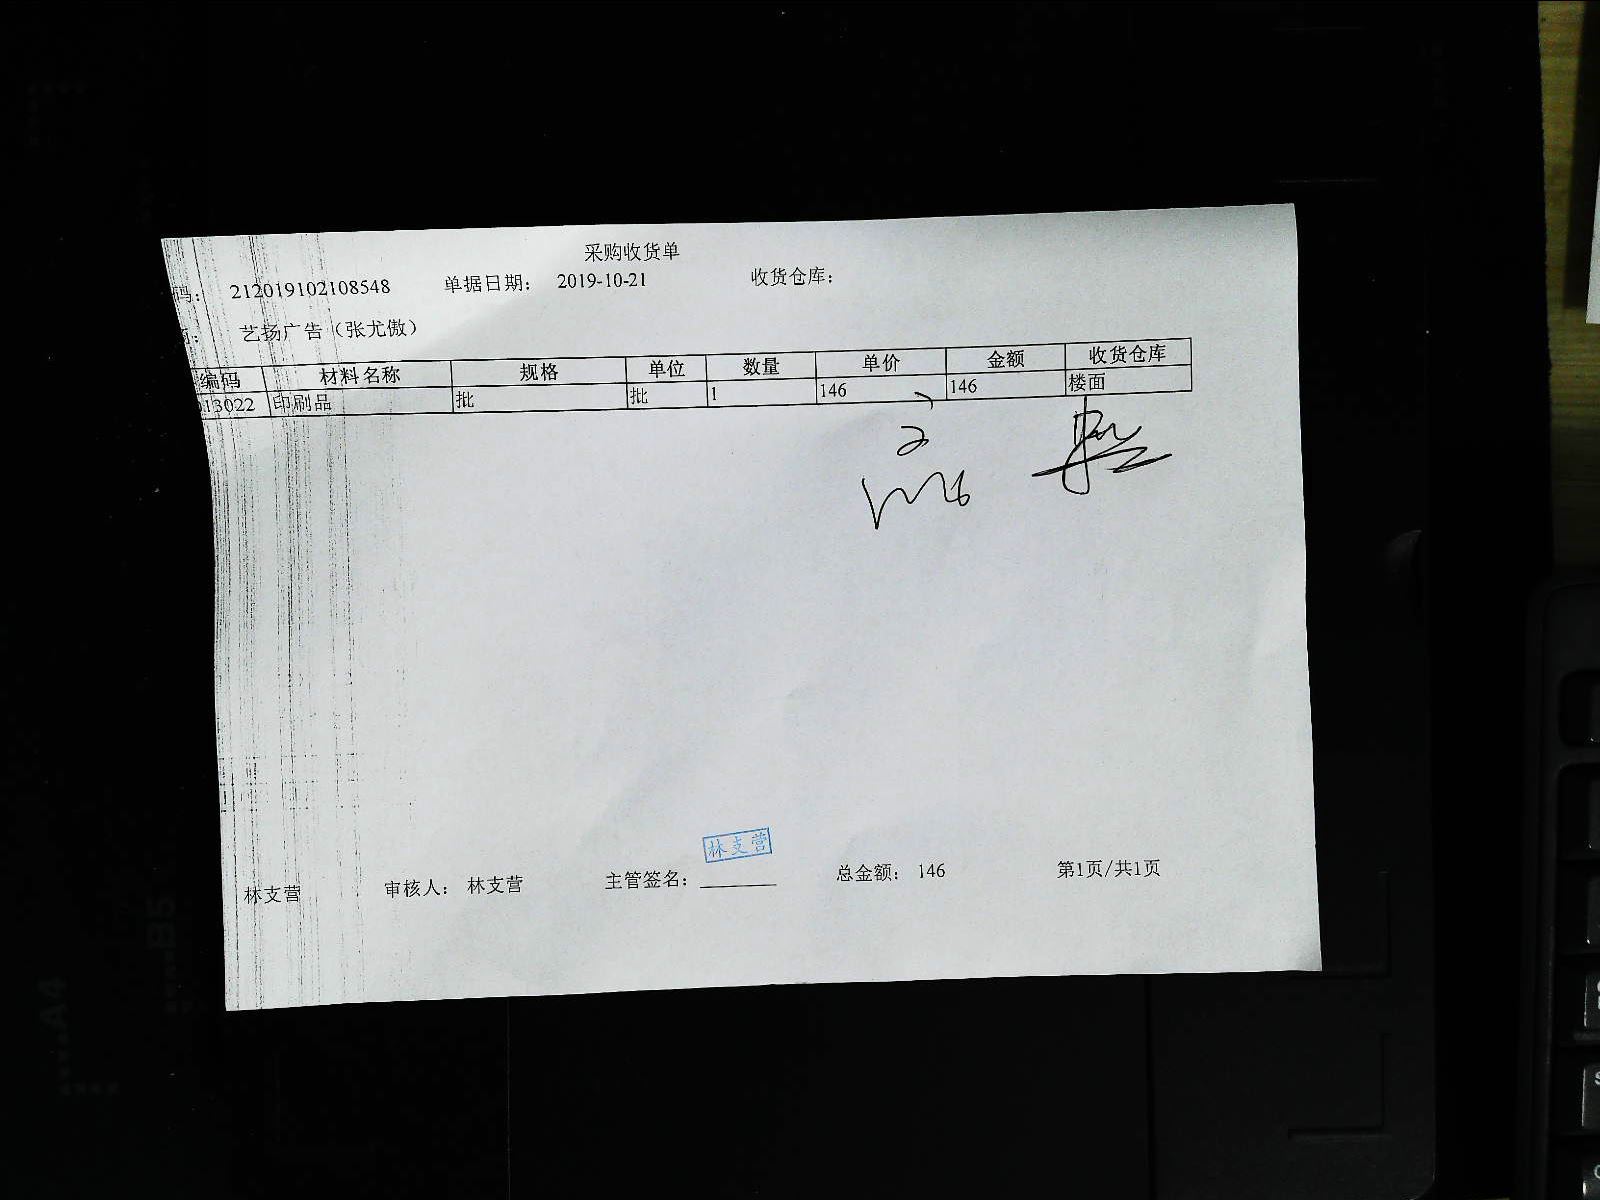 采购收货单
码： 212019102108548 单据日期： 2019-10-21 收货仓库：
艺扬广告（张尤傲）
编码 材料名称 规格 单位 数量 单价 金额 收货仓库
13022 印刷品 批 批 1 146 146 楼面
林支营
林支营 审核人： 林支营 主管签名： 总金额： 146 第1页/共1页
A4
B5